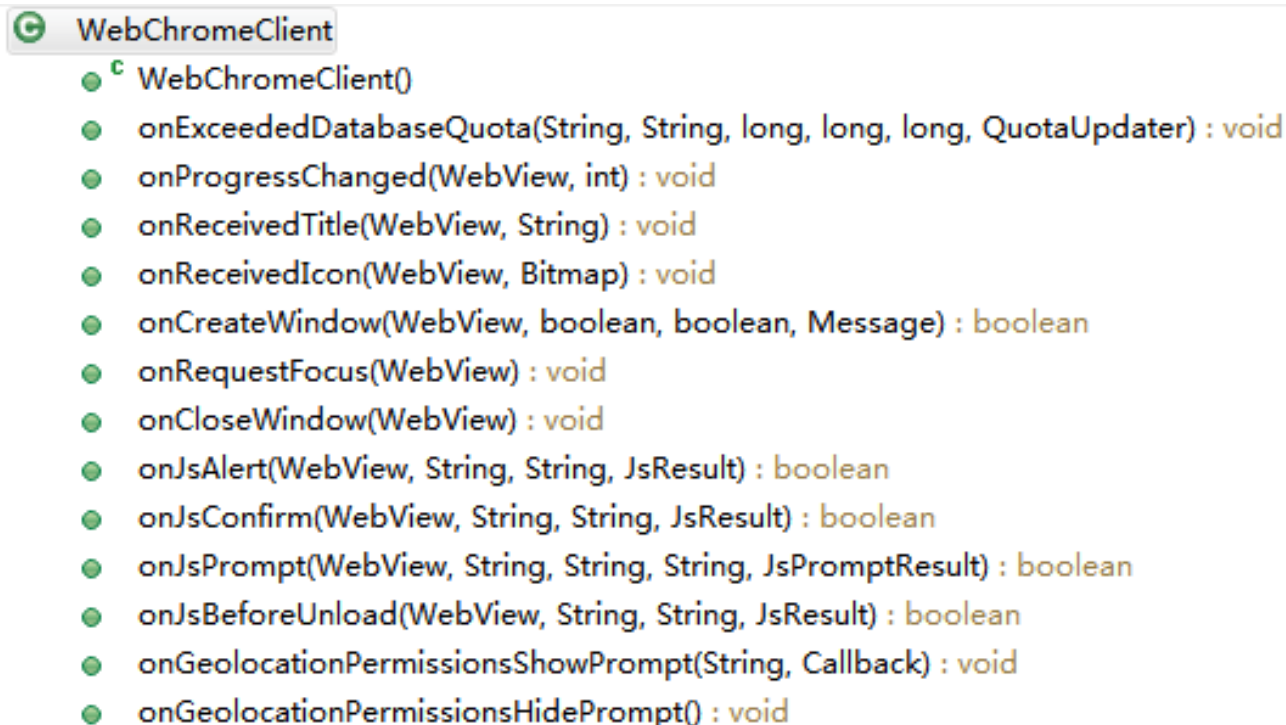 WebChromeClient
WebChromeClient()
onExceededDatabaseQuota(String, String, long, long, long, QuotaUpdater) : void
onProgressChanged(WebView, int) : void
onReceivedTitle(WebView, String) : void
onReceivedIcon(WebView, Bitmap) : void
onCreateWindow(WebView, boolean, boolean, Message) : boolean
onRequestFocus(WebView) : void
onCloseWindow(WebView) : void
onJsAlert(WebView, String, String, JsResult) : boolean
onJsConfirm(WebView, String, String, JsResult) : boolean
onJsPrompt(WebView, String, String, String, JsPromptResult) : boolean
onJsBeforeUnload(WebView, String, String, JsResult) : boolean
onGeolocationPermissionsShowPrompt(String, Callback) : void
onGeolocationPermissionsHidePrompt() : void